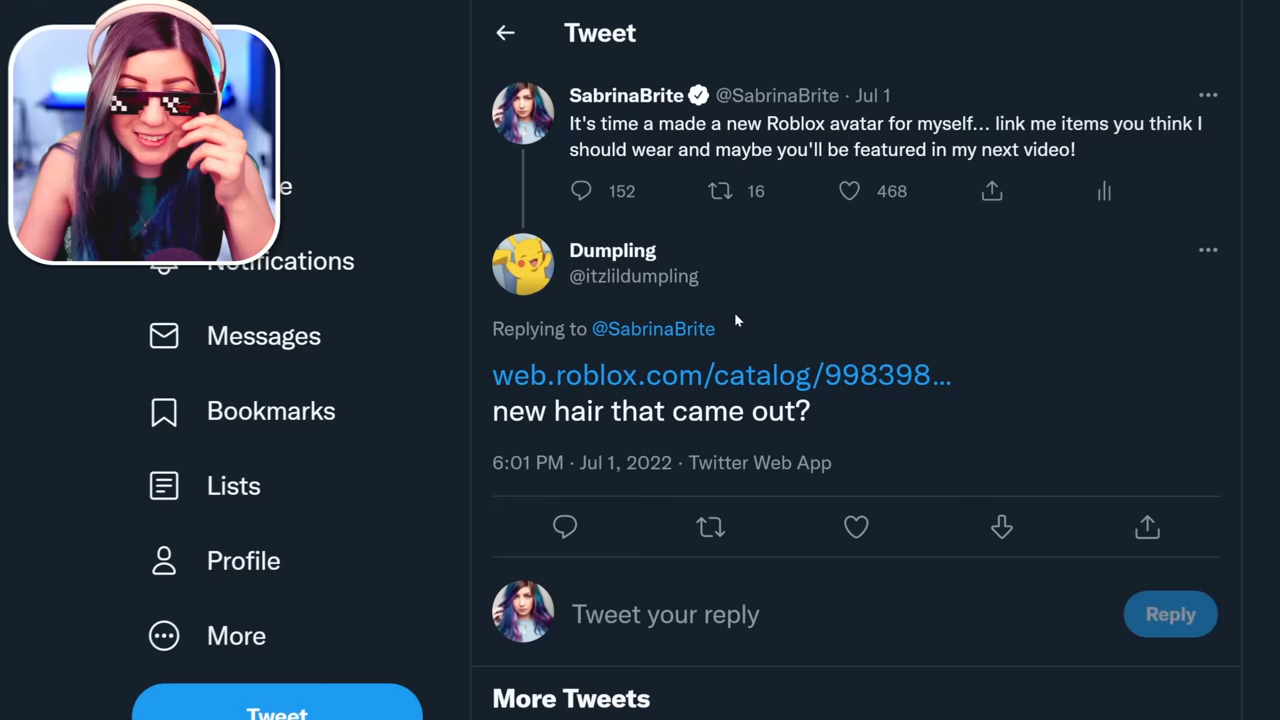 Tweet
SabrinaBrite @SabrinaBrite · Jul 1
It's time a made a new Roblox avatar for myself... link me items you think I
should wear and maybe you'll be featured in my next video!
152 16 468
Dumpling
@itzlildumpling
Replying to @SabrinaBrite
web.roblox.com/catalog/998398...
new hair that came out?
6:01 PM · Jul 1, 2022 · Twitter Web App
Tweet your reply
Reply
More Tweets
Notifications
Messages
Bookmarks
Lists
Profile
More
Tweet